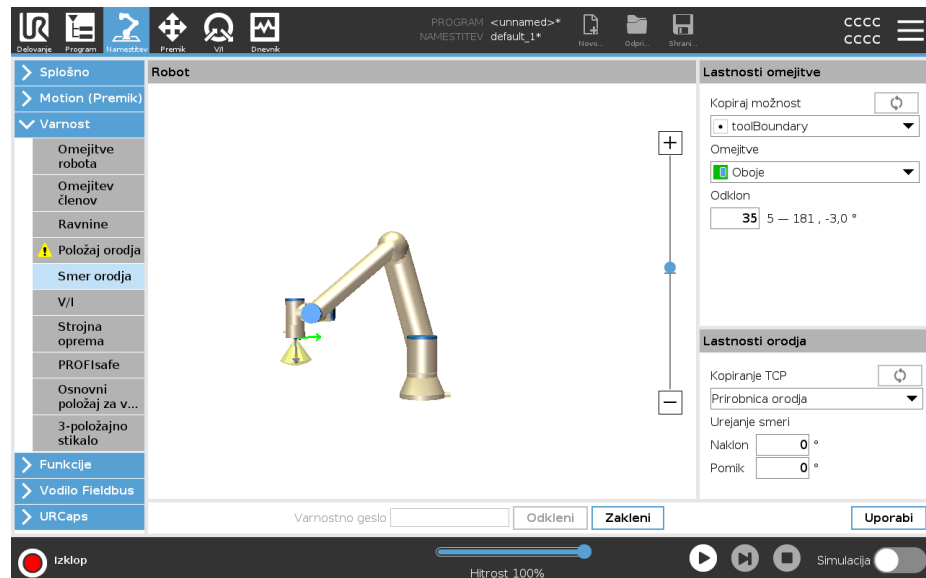 PROGRAM <unnamed>*
NAMESTITEV default_1*
Delovanje Program Namestitev Premik V/I Dnevnik Novo... Odpri... Shrani...
CCCC
CCCC
Splošno
Motion (Premik)
Varnost
Omejitve
robota
Omejitev
členov
Ravnine
Položaj orodja
Smer orodja
V/I
Strojna
oprema
PROFIsafe
Osnovni
položaj za v...
3-položajno
stikalo
Funkcije
Vodilo Fieldbus
URCaps
Robot
Lastnosti omejitve
Kopiraj možnost
toolBoundary
Omejitve
Oboje
Odklon
35 5 — 181 , -3,0 °
Lastnosti orodja
Kopiranje TCP
Prirobnica orodja
Urejanje smeri
Naklon 0 °
Pomik 0 °
Varnostno geslo Odkleni Zakleni Uporabi
Izklop
Hitrost 100%
Simulacija